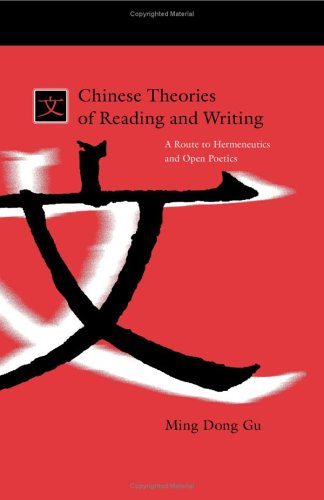 Copyrighted Material
文 Chinese Theories
of Reading and Writing
A Route to Hermeneutics
and Open Poetics
文
Ming Dong Gu
Copyrighted Material